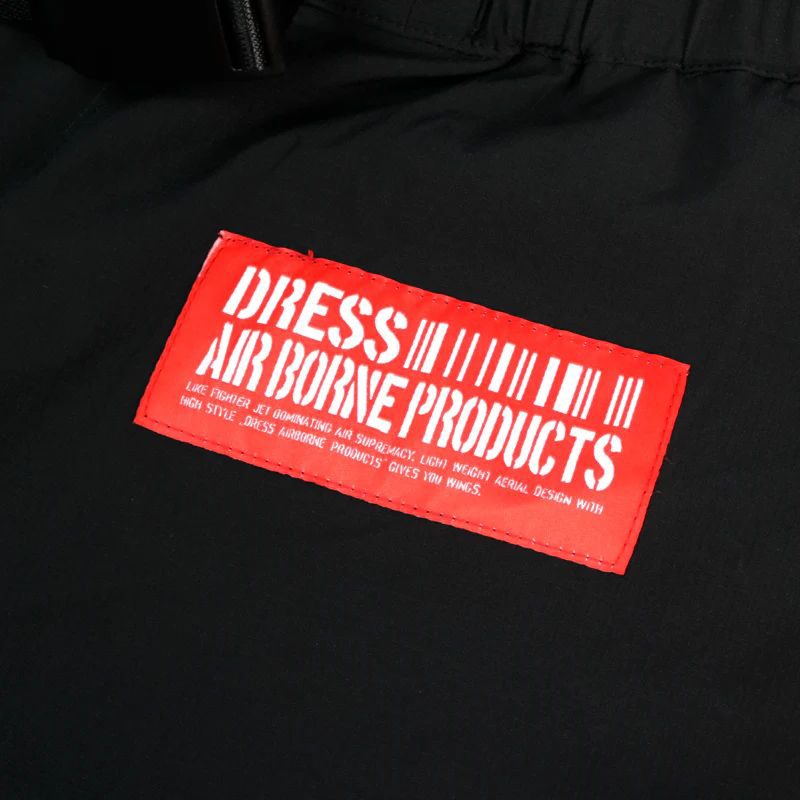 DRESS
AIR BORNE PRODUCTS
LIKE FIGHTER JET DOMINATING AIR SUPREMACY, LIGHT WEIGHT AERIAL DESIGN WITH
HIGH STYLE „DRESS AIRBORNE PRODUCTS" GIVES YOU WINGS.